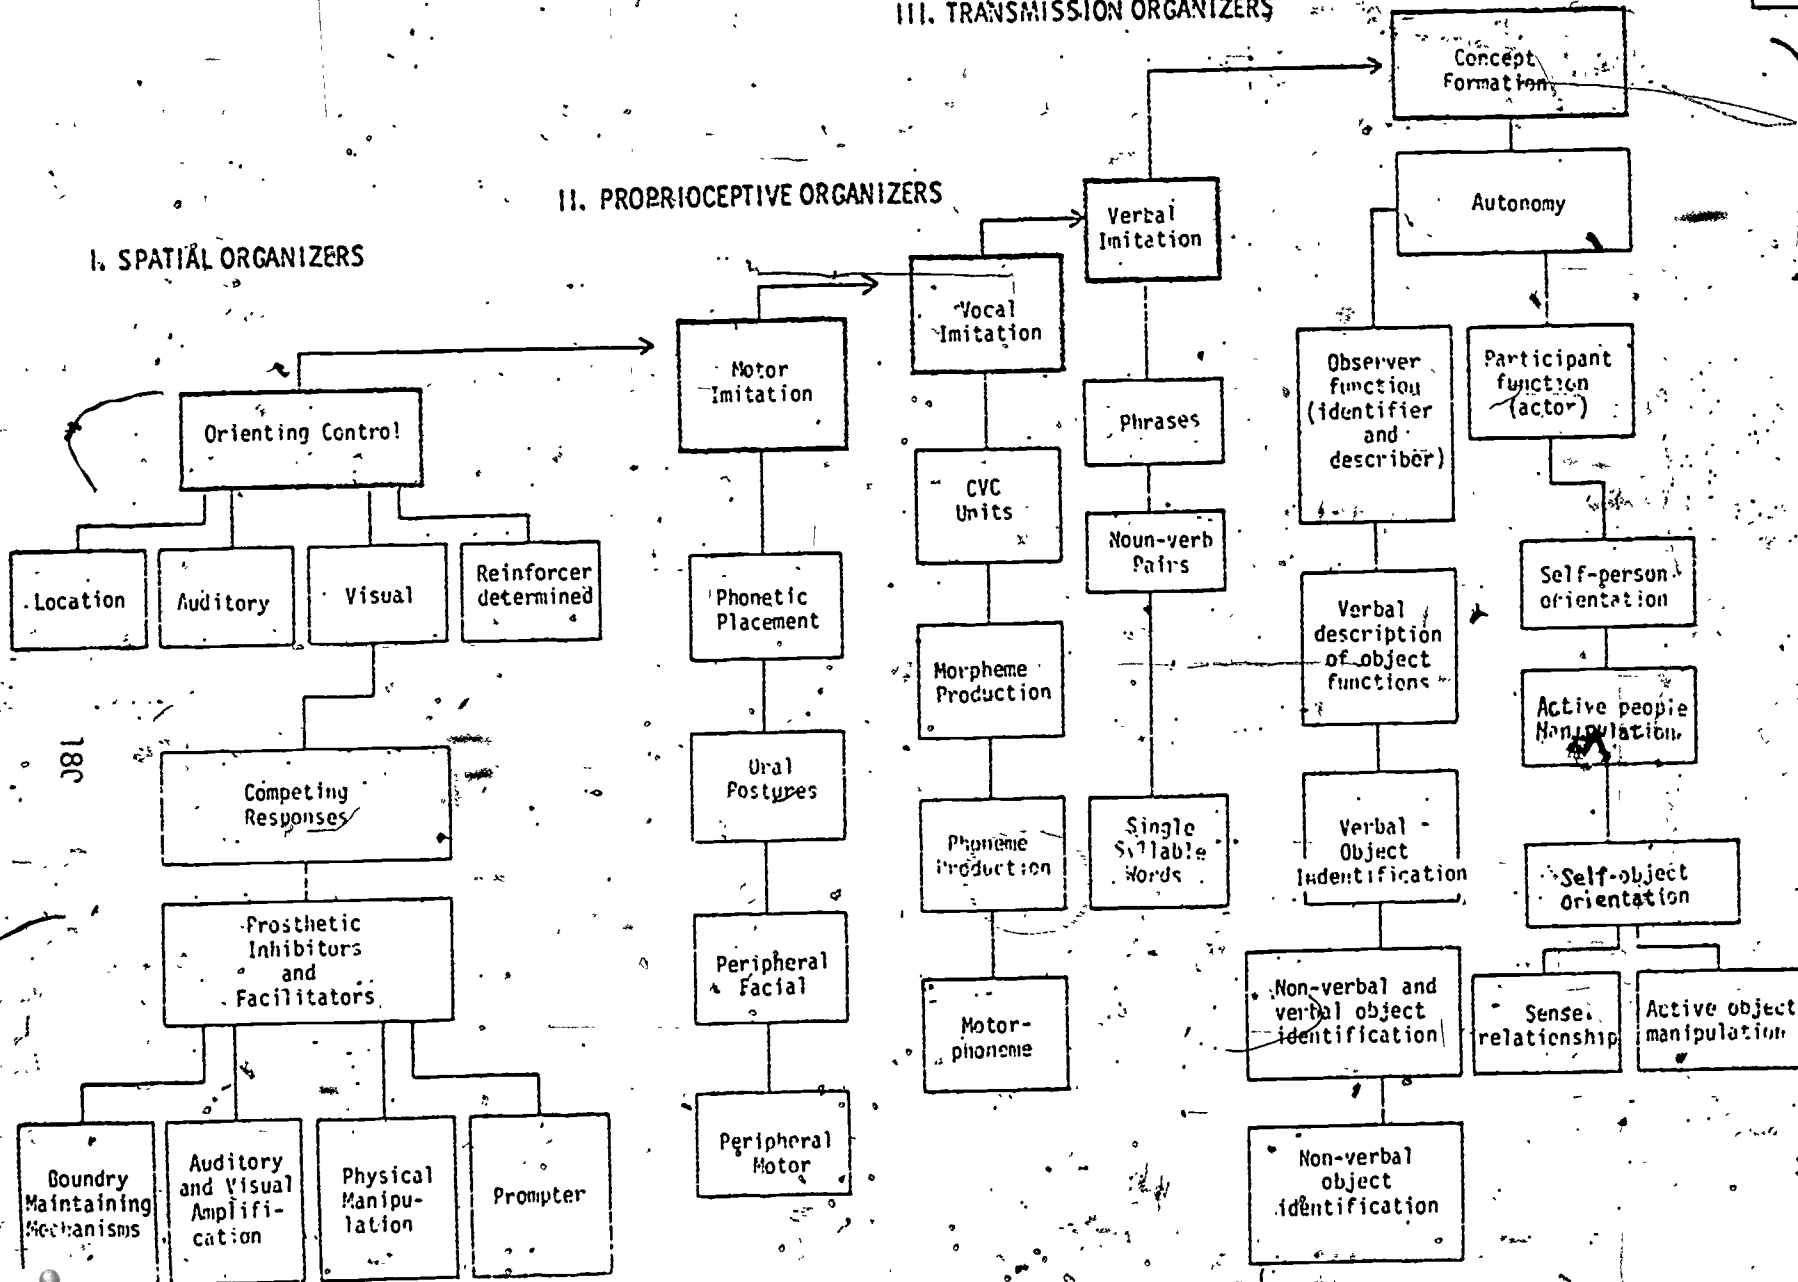 III. TRANSMISSION ORGANIZERS
Concept
Formation
Autonomy
II. PROPRIOCEPTIVE ORGANIZERS
Verbal
Imitation
I. SPATIAL ORGANIZERS
Vocal
Imitation
Motor
Imitation
Orienting Control
Observer
function
(identifier
and
describer)
Participant
function
(actor)
Phrases
CVC
Units
Noun-verb
Pairs
Location
Auditory
Visual
Reinforcer
determined
Phonetic
Placement
Self-person
orientation
Verbal
description
of object
functions
Morpheme
Production
Active people
Manipulation
Oral
Postures
Competing
Responses
Phoneme
Production
Single
Syllable
Words
Verbal
Object
Indentification
Self-object
orientation
Prosthetic
Inhibitors
and
Facilitators
Peripheral
Facial
Motor-
phoneme
Non-verbal and
verbal object
identification
Sense
relationship
Active object
manipulation
Peripheral
Motor
Non-verbal
object
identification
Boundry
Maintaining
Mechanisms
Auditory
and Visual
Amplifi-
cation
Physical
Manipu-
lation
Prompter